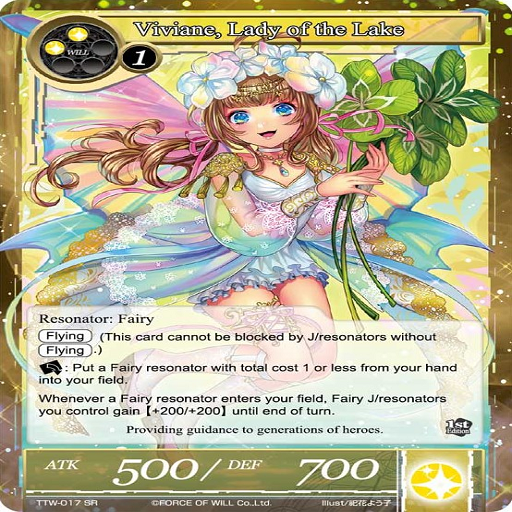 Viviane, Lady of the Lake
WILL
1
Resonator: Fairy
Flying (This card cannot be blocked by J/resonators without
Flying.)
: Put a Fairy resonator with total cost 1 or less from your hand
into your field.
Whenever a Fairy resonator enters your field, Fairy J/resonators
you control gain【+200/+200】until end of turn.
Providing guidance to generations of heroes.
1st
Edition
ATK 500/ DEF 700
TTW-017 SR ©FORCE OF WILL Co.,Ltd. Illust/